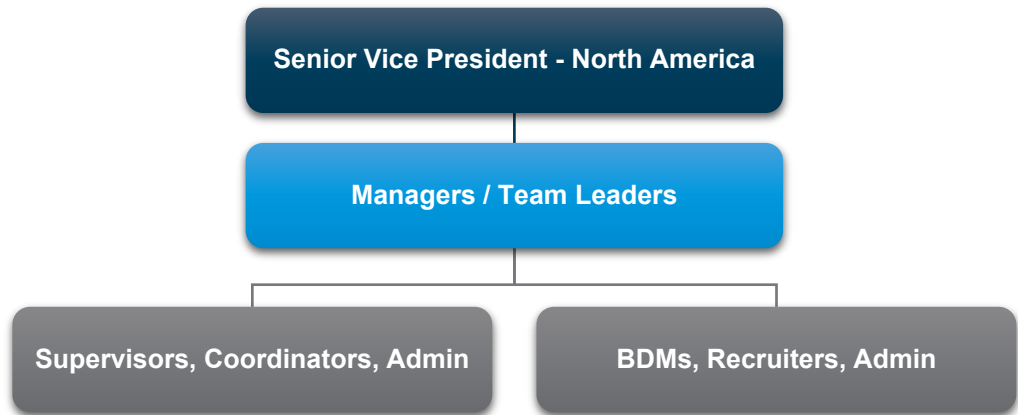 Senior Vice President - North America
Managers / Team Leaders
Supervisors, Coordinators, Admin
BDMs, Recruiters, Admin